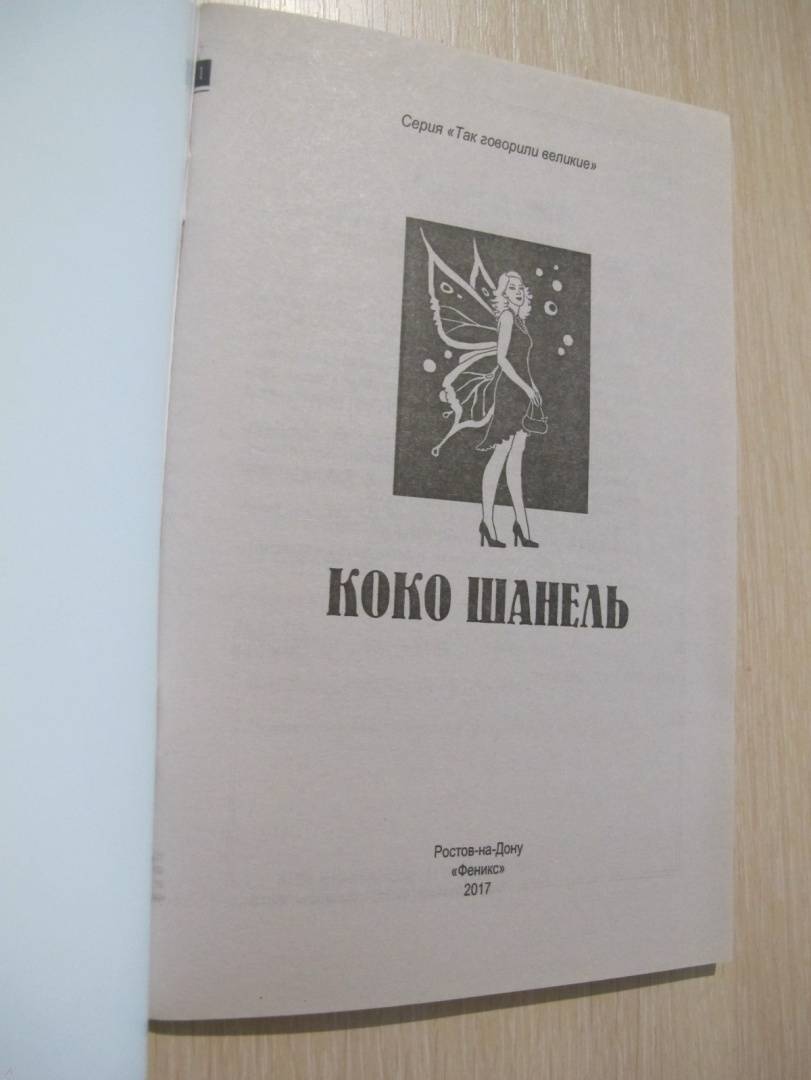 Серия «Так говорили великие»
КОКО ШАНЕЛЬ
Ростов-на-Дону
«Феникс»
2017